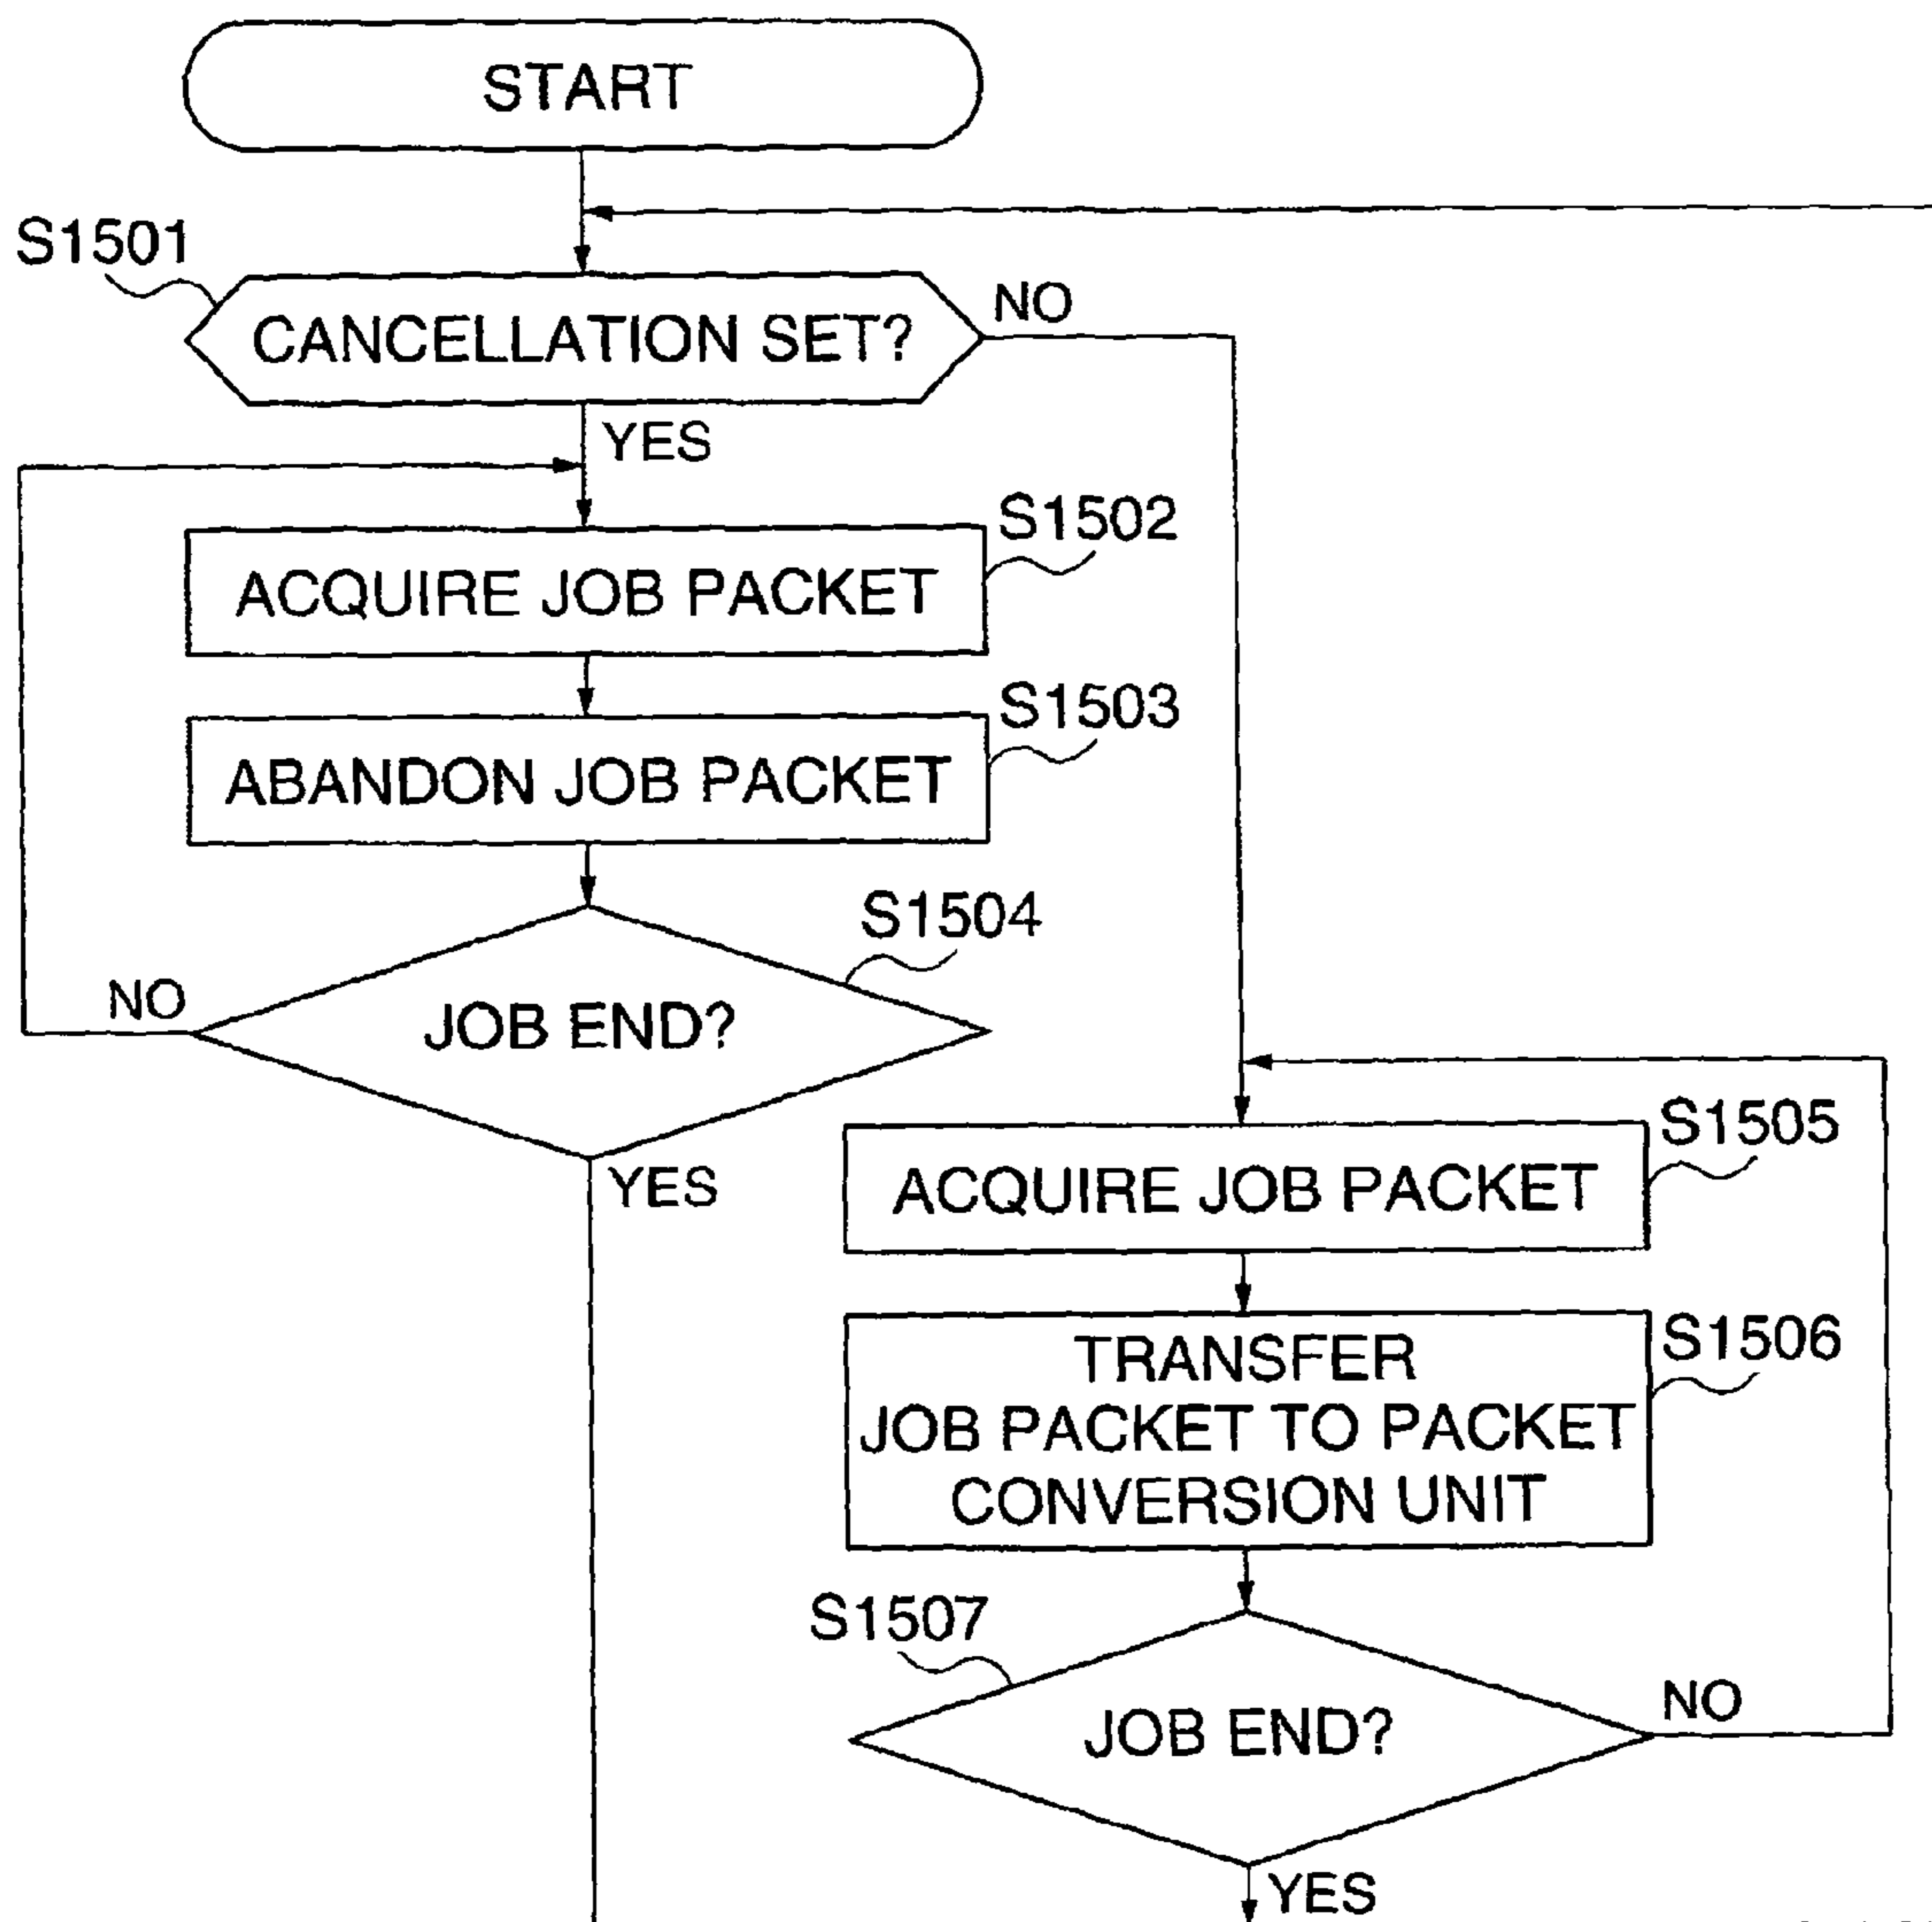 START
S1501
CANCELLATION SET?
NO
YES
S1502
ACQUIRE JOB PACKET
S1503
ABANDON JOB PACKET
S1504
NO
JOB END?
YES
S1505
ACQUIRE JOB PACKET
S1506
TRANSFER
JOB PACKET TO PACKET
CONVERSION UNIT
S1507
JOB END?
NO
YES